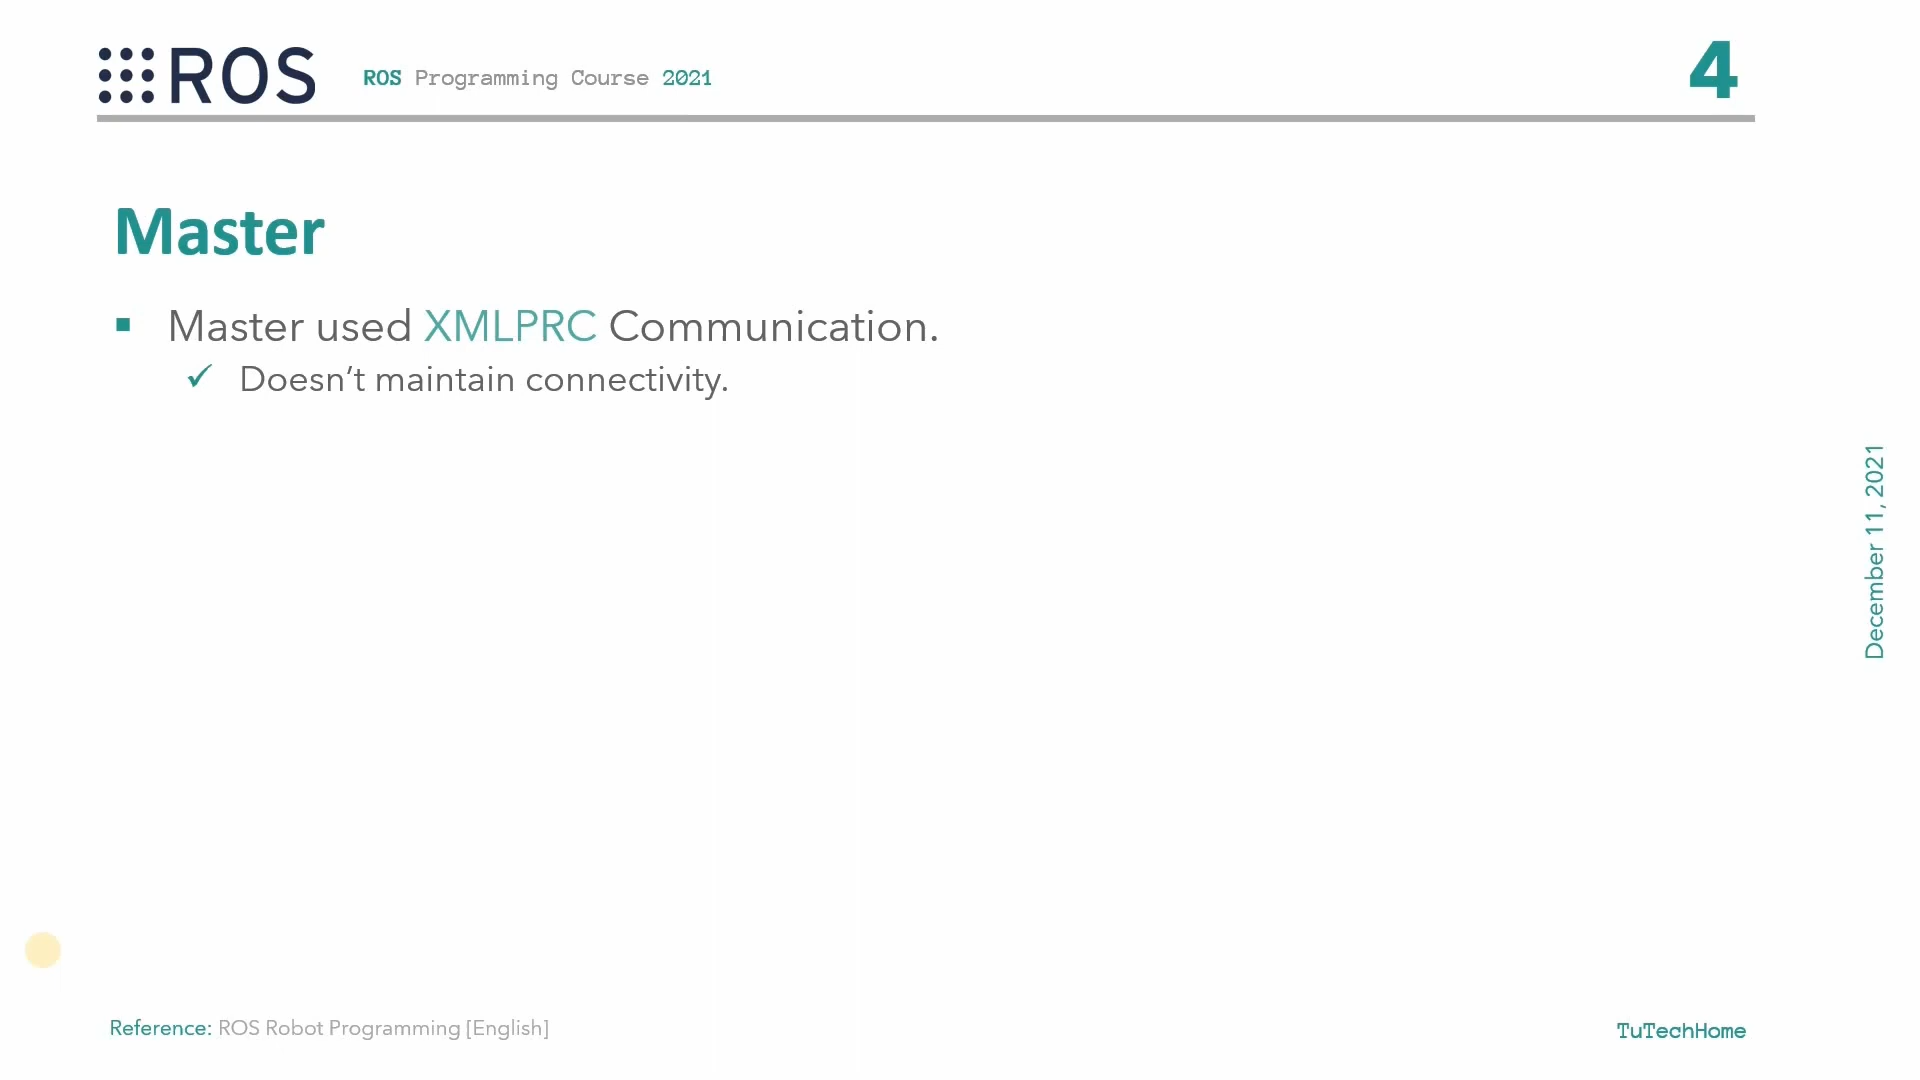 ROS
ROS Programming Course 2021
4
Master
Master used XMLPRC Communication.
Doesn’t maintain connectivity.
December 11, 2021
Reference: ROS Robot Programming [English]
TuTechHome